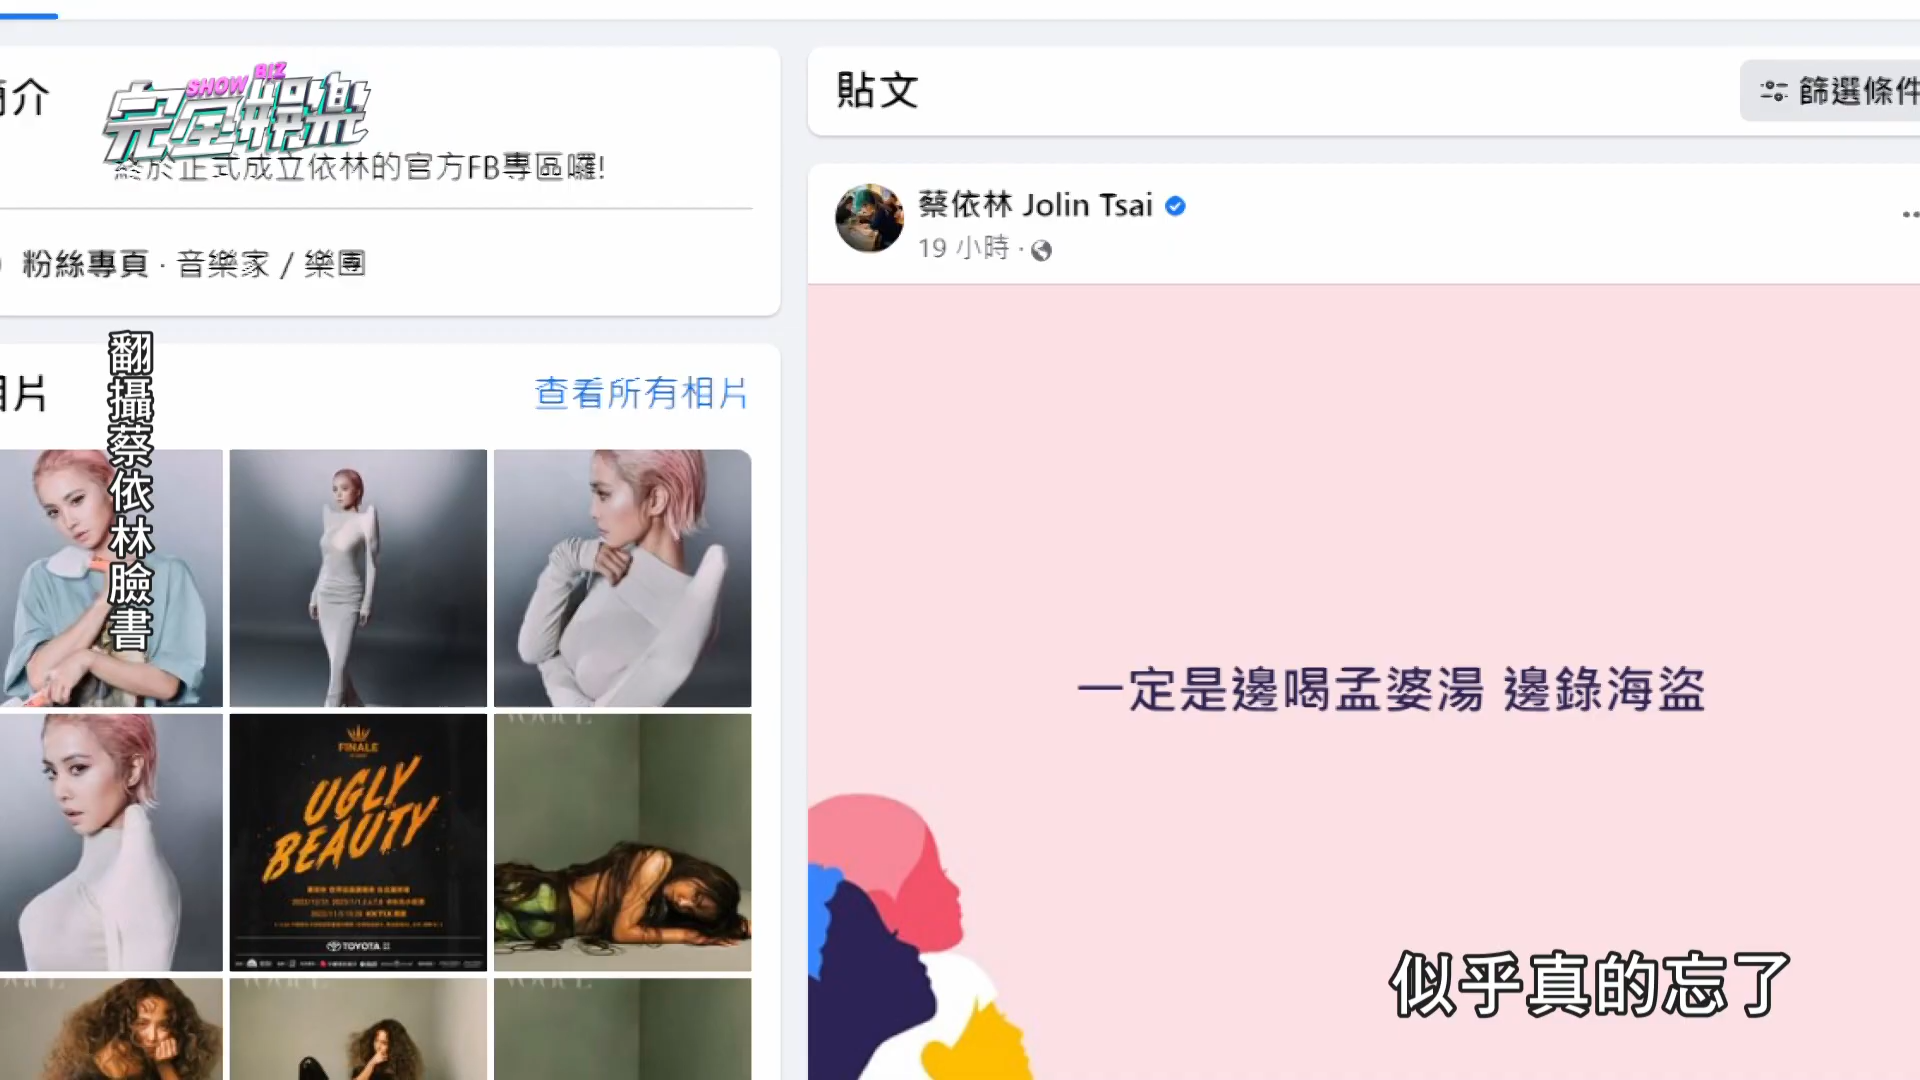 簡介
SHOW BIZ
完全娛樂
終於正式成立依林的官方FB專區囉!
粉絲專頁 · 音樂家 / 樂團
相片
查看所有相片
翻攝蔡依林臉書
FINALE
UGLY
BEAUTY
TOYOTA
VOGUE
貼文
篩選條件
蔡依林 Jolin Tsai
19 小時
一定是邊喝孟婆湯 邊錄海盜
似乎真的忘了